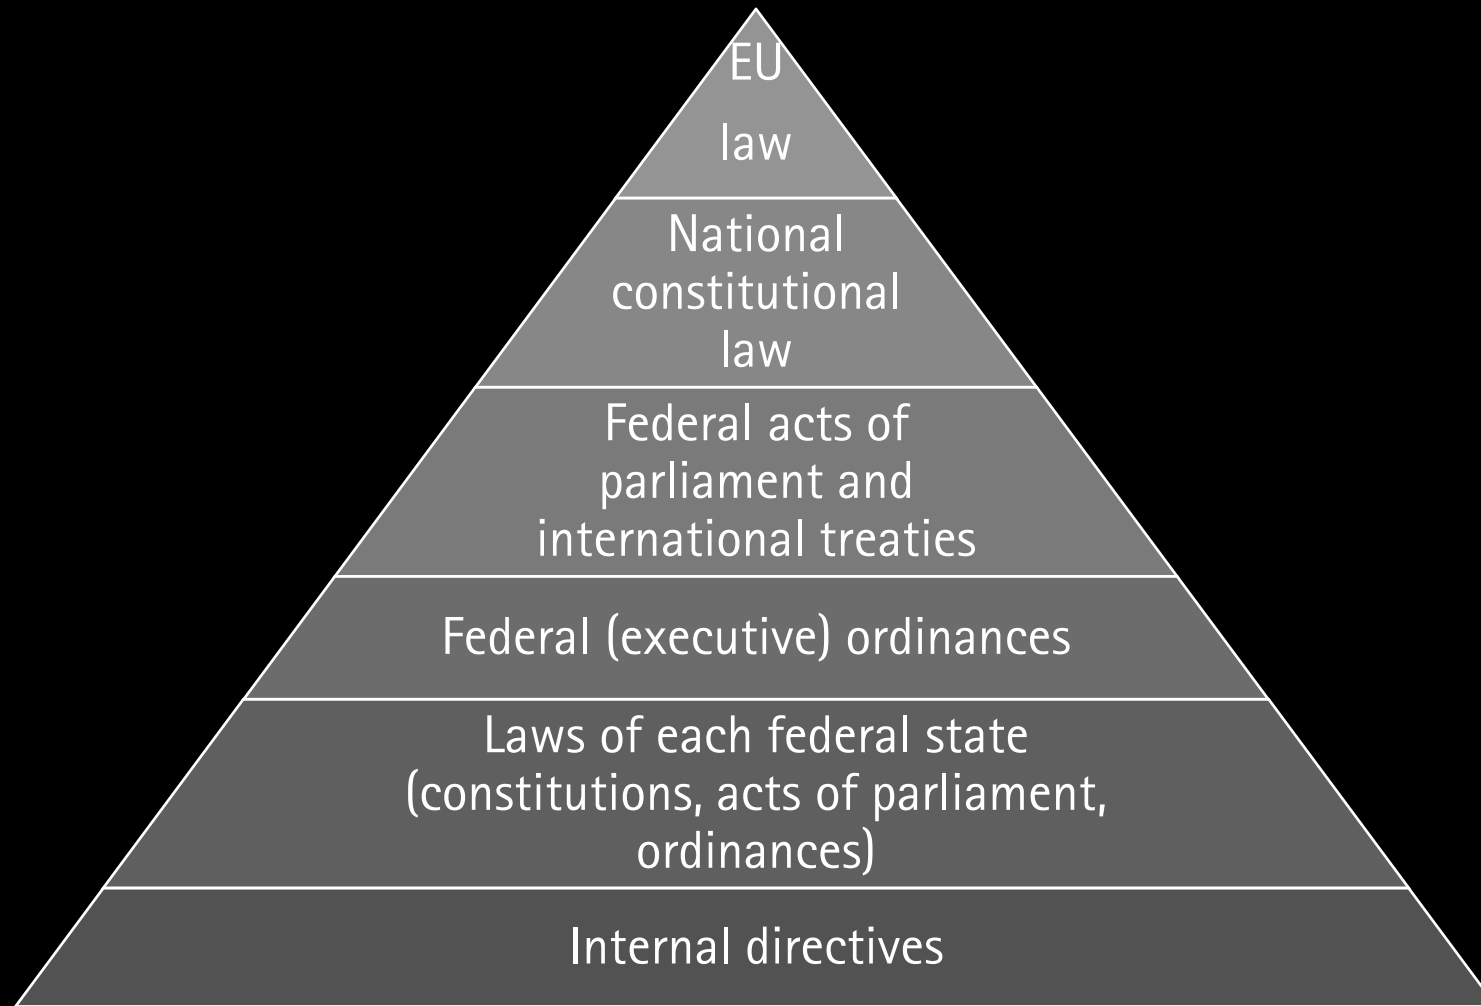 EU
law
National
constitutional
law
Federal acts of
parliament and
international treaties
Federal (executive) ordinances
Laws of each federal state
(constitutions, acts of parliament,
ordinances)
Internal directives